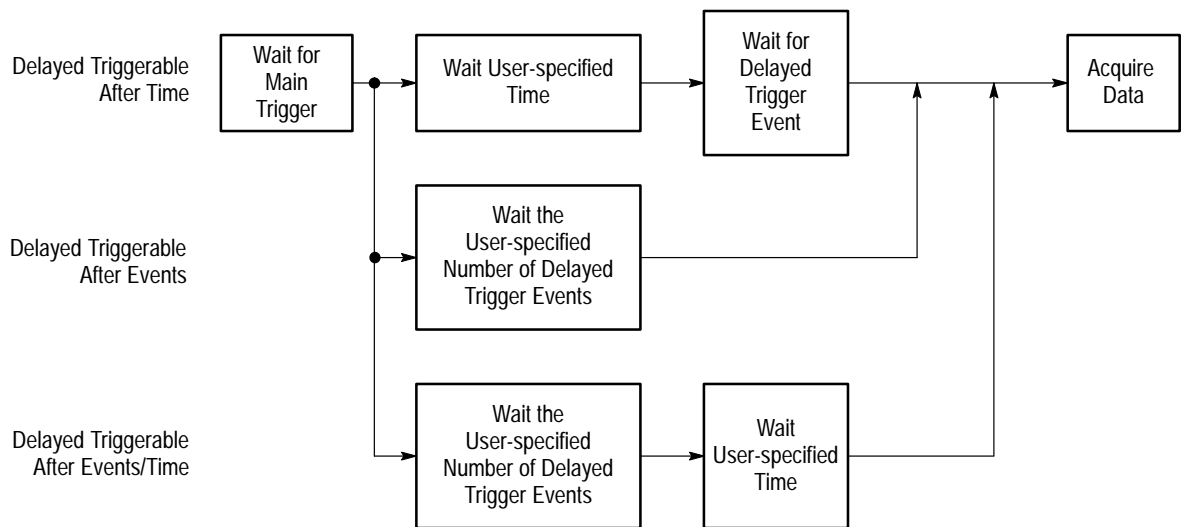 Delayed Triggerable
After Time
Wait for
Main
Trigger
Wait User-specified
Time
Wait for
Delayed
Trigger
Event
Acquire
Data
Delayed Triggerable
After Events
Wait the
User-specified
Number of Delayed
Trigger Events
Delayed Triggerable
After Events/Time
Wait the
User-specified
Number of Delayed
Trigger Events
Wait
User-specified
Time